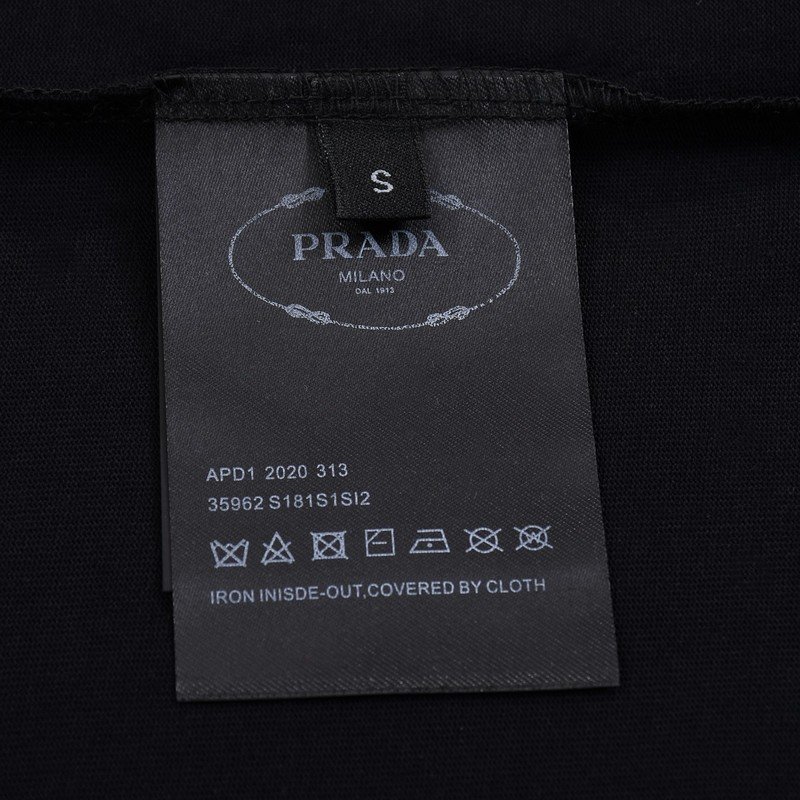 S
PRADA
MILANO
DAL 1913
APD1 2020 313
35962 S181S1SI2
IRON INISDE-OUT,COVERED BY CLOTH